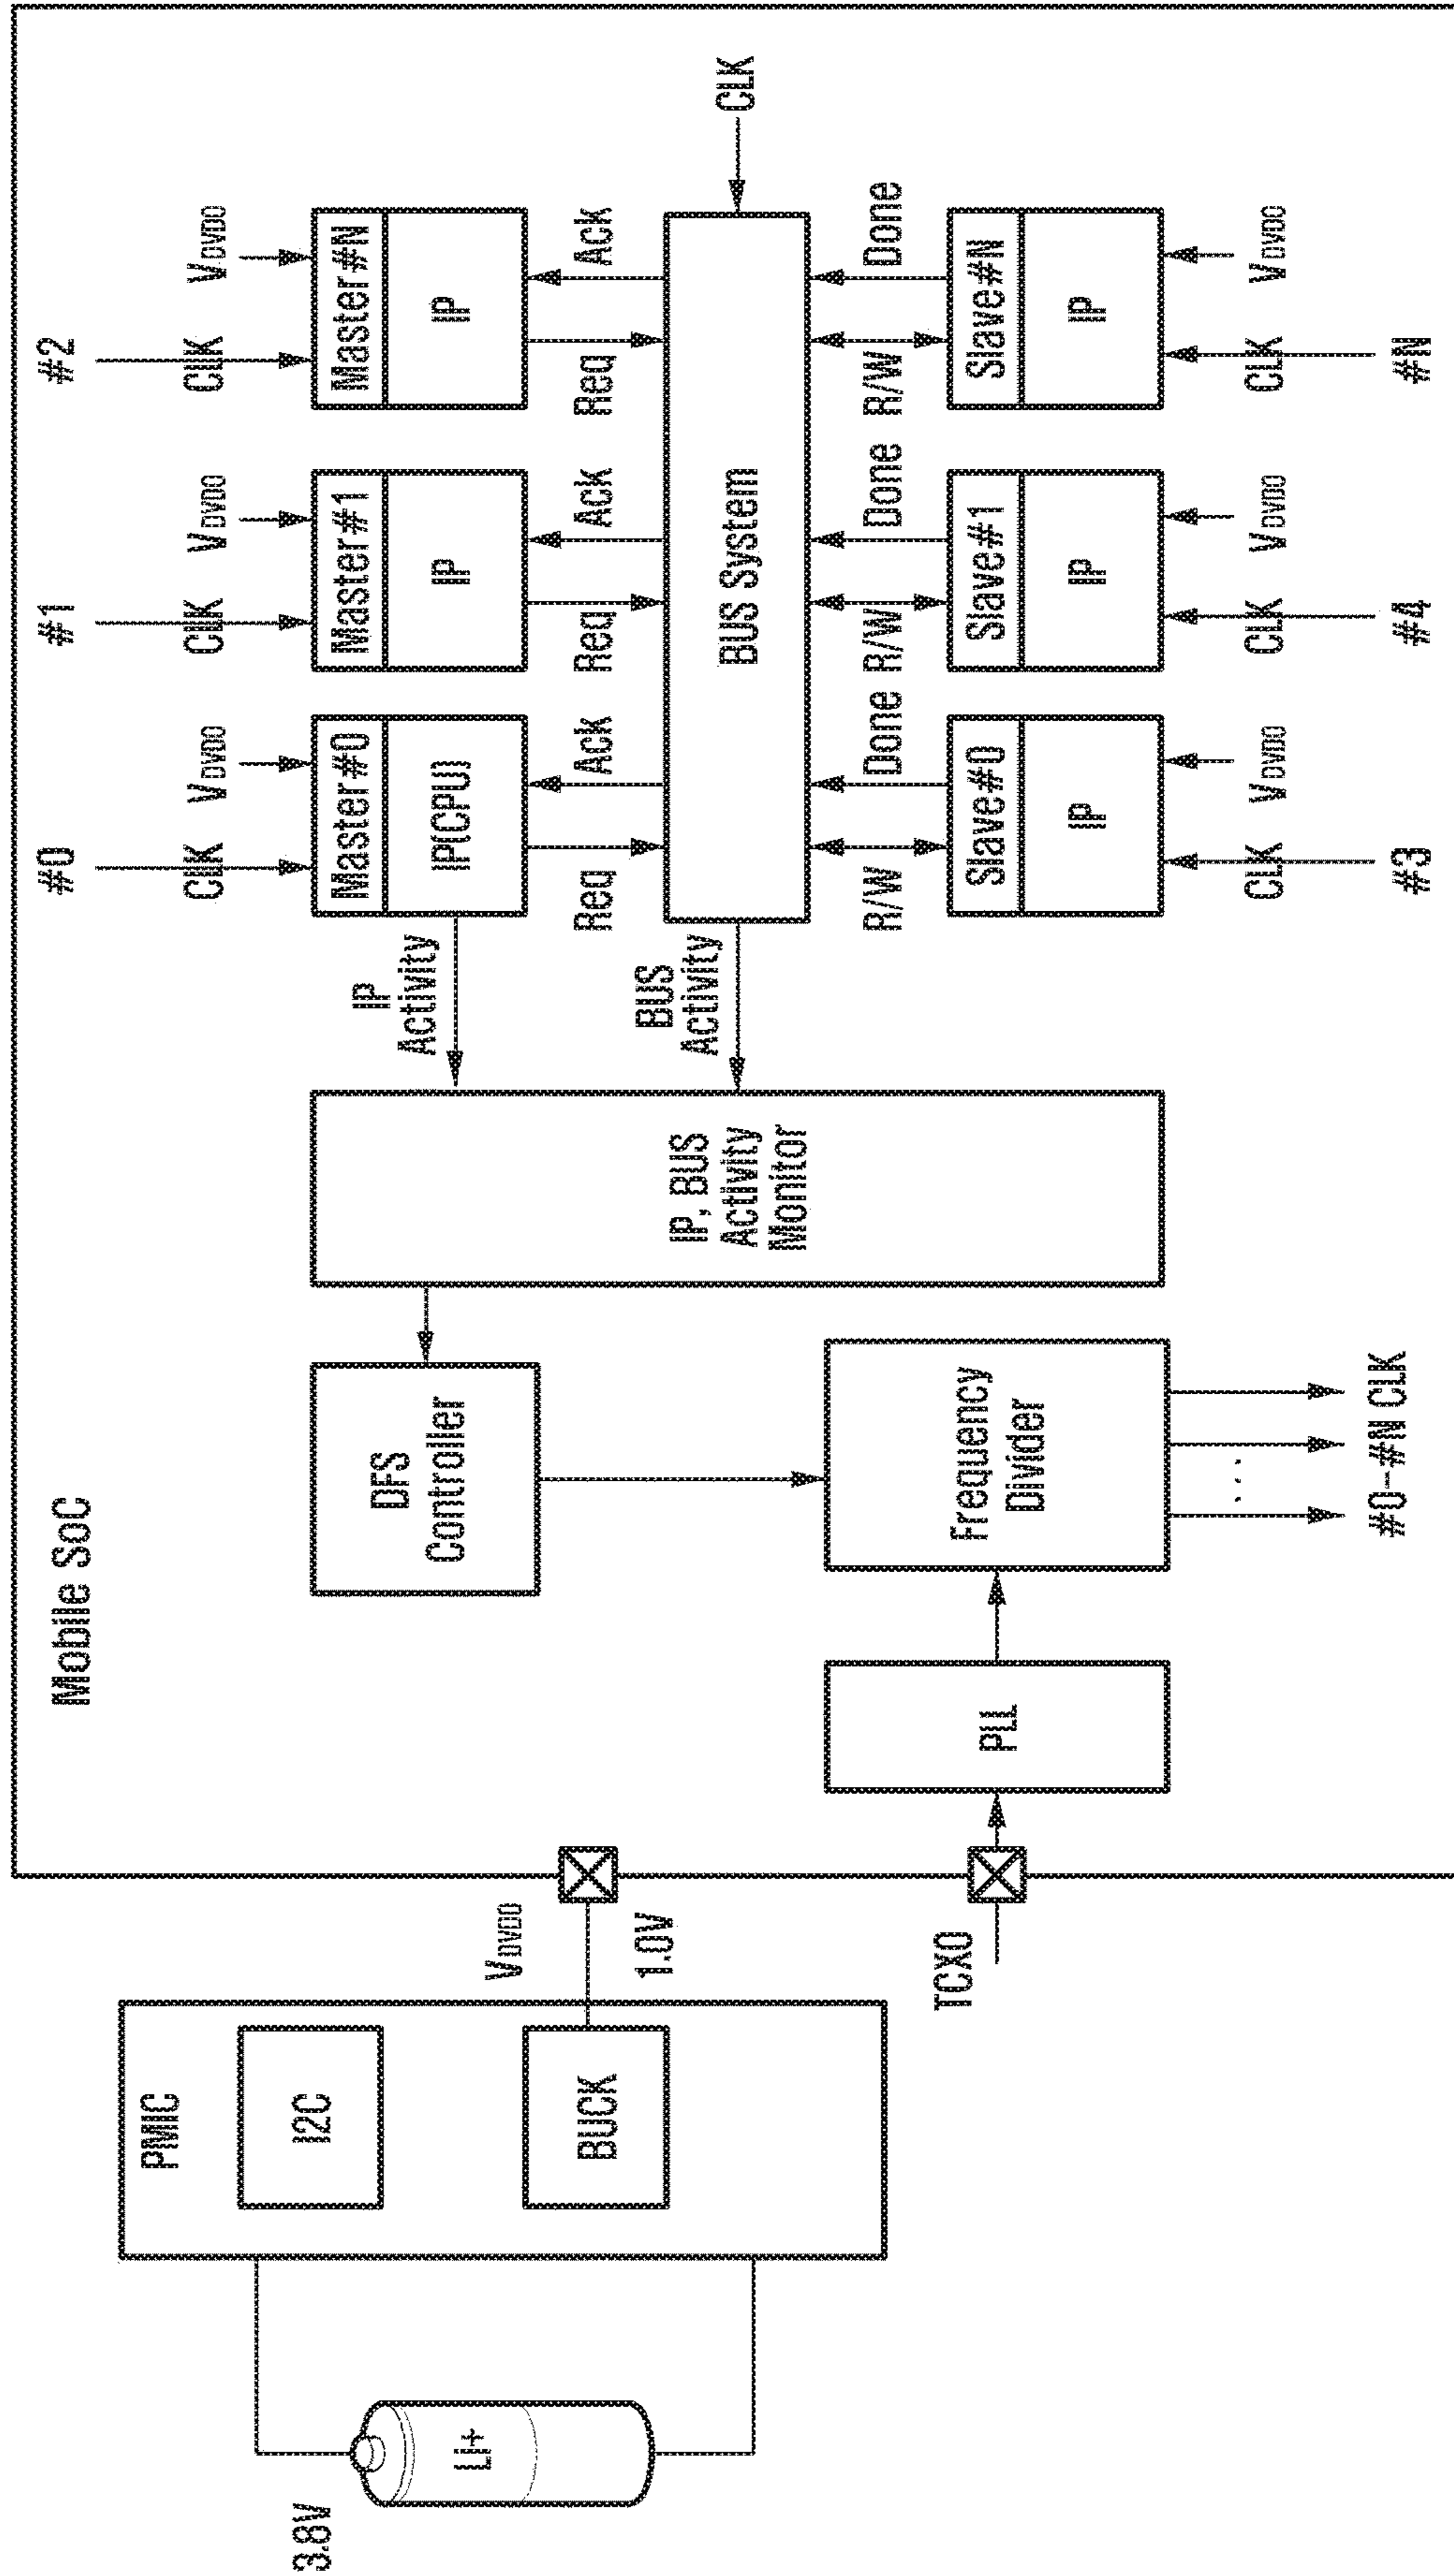 Mobile SoC
3.8V
Li+
PMIC
I2C
BUCK
VDVDD
1.0V
TCXO
PLL
DFS
Controller
Frequency
Divider
#0-#N CLK
IP, BUS
Activity
Monitor
IP
Activity
BUS
Activity
#0
#1
#2
CLK
VDVDD
CLK
VDVDD
CLK
VDVDD
Master#0
IP(CPU)
Master#1
IP
Master#N
IP
Req
Ack
Req
Ack
Req
Ack
BUS System
CLK
R/W
Done
R/W
Done
R/W
Done
Slave#0
IP
Slave#1
IP
Slave#N
IP
CLK
VDVDD
CLK
VDVDD
CLK
VDVDD
#3
#4
#N